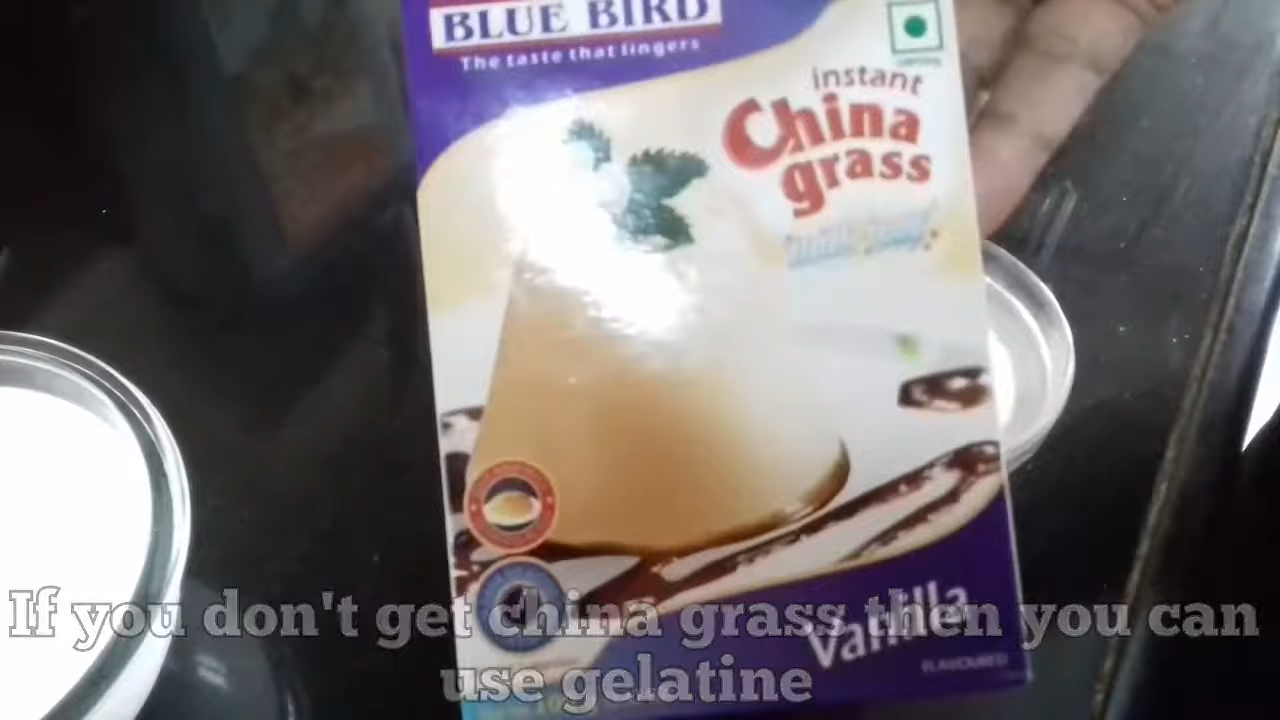 BLUE BIRD
The taste that lingers
instant
China
grass
Vanilla
FLAVOURED
If you don't get china grass then you can
use gelatine